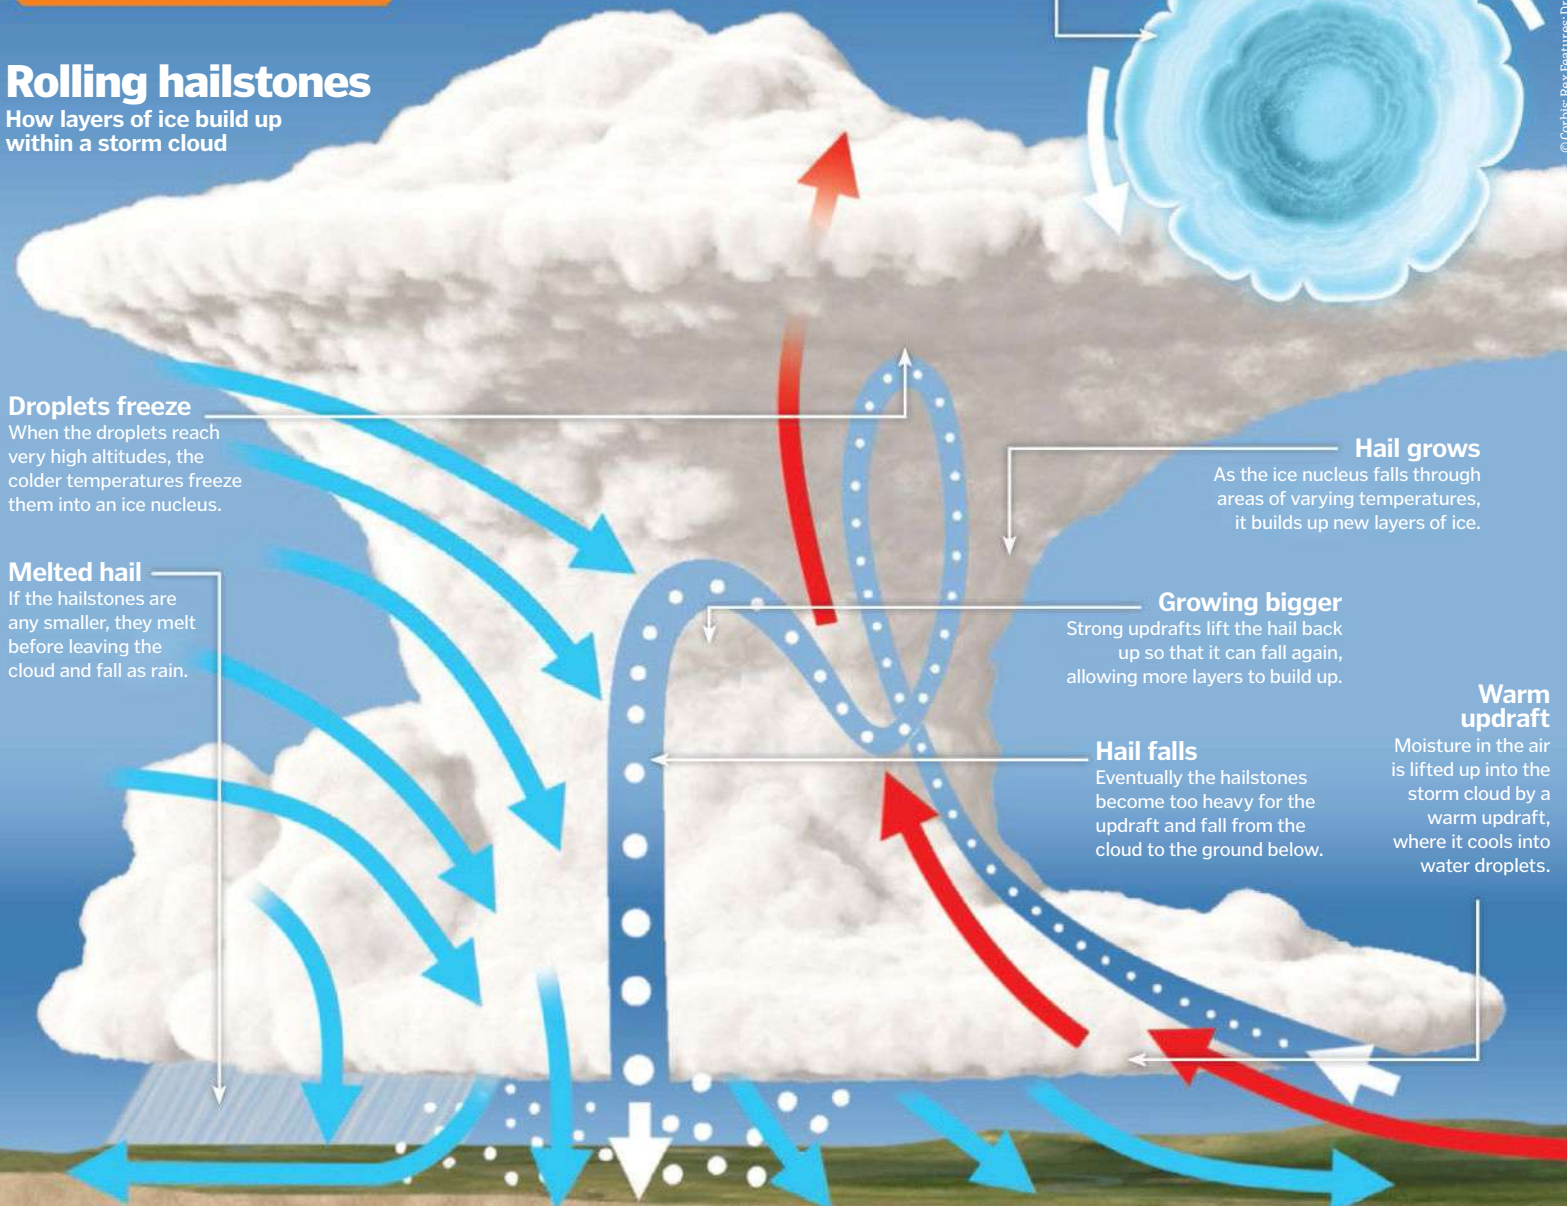 Rolling hailstones
How layers of ice build up
within a storm cloud
Droplets freeze
When the droplets reach
very high altitudes, the
colder temperatures freeze
them into an ice nucleus.
Melted hail
If the hailstones are
any smaller, they melt
before leaving the
cloud and fall as rain.
Hail grows
As the ice nucleus falls through
areas of varying temperatures,
it builds up new layers of ice.
Growing bigger
Strong updrafts lift the hail back
up so that it can fall again,
allowing more layers to build up.
Hail falls
Eventually the hailstones
become too heavy for the
updraft and fall from the
cloud to the ground below.
Warm
updraft
Moisture in the air
is lifted up into the
storm cloud by a
warm updraft,
where it cools into
water droplets.
© Corbis; Rex Features; Dr